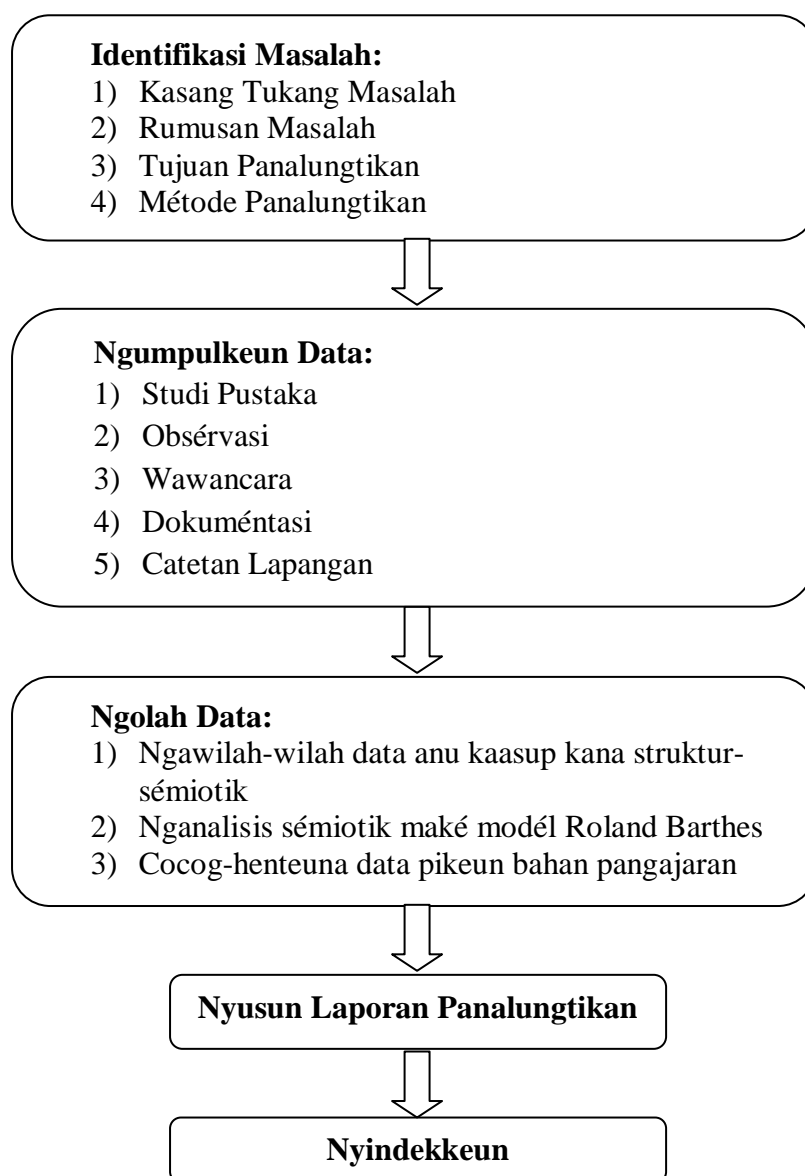 Identifikasi Masalah:
1) Kasang Tukang Masalah
2) Rumusan Masalah
3) Tujuan Panalungtikan
4) Métode Panalungtikan
Ngumpulkeun Data:
1) Studi Pustaka
2) Obsérvasi
3) Wawancara
4) Dokuméntasi
5) Catetan Lapangan
Ngolah Data:
1) Ngawilah-wilah data anu kaasup kana struktur-
sémiotik
2) Nganalisis sémiotik maké modél Roland Barthes
3) Cocog-henteuna data pikeun bahan pangajaran
Nyusun Laporan Panalungtikan
Nyindekkeun